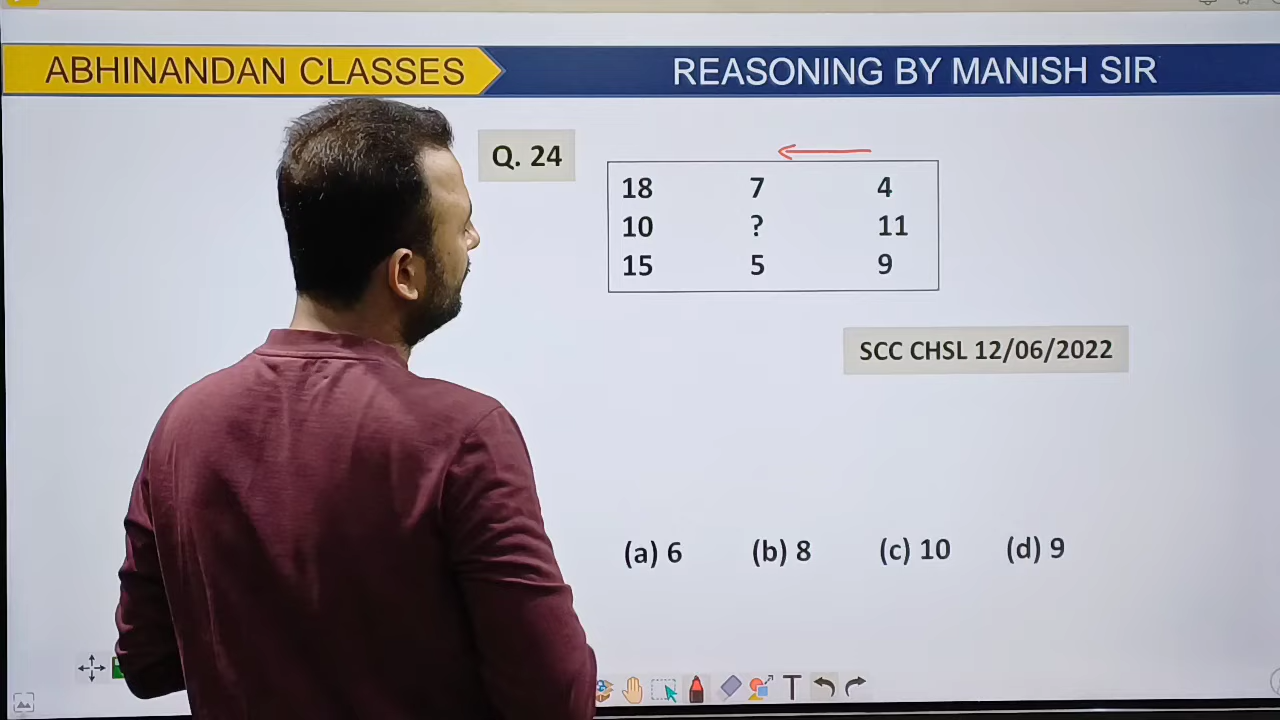 ABHINANDAN CLASSES
REASONING BY MANISH SIR
Q. 24
18 7 4
10 ? 11
15 5 9
SCC CHSL 12/06/2022
(a) 6 (b) 8 (c) 10 (d) 9
T